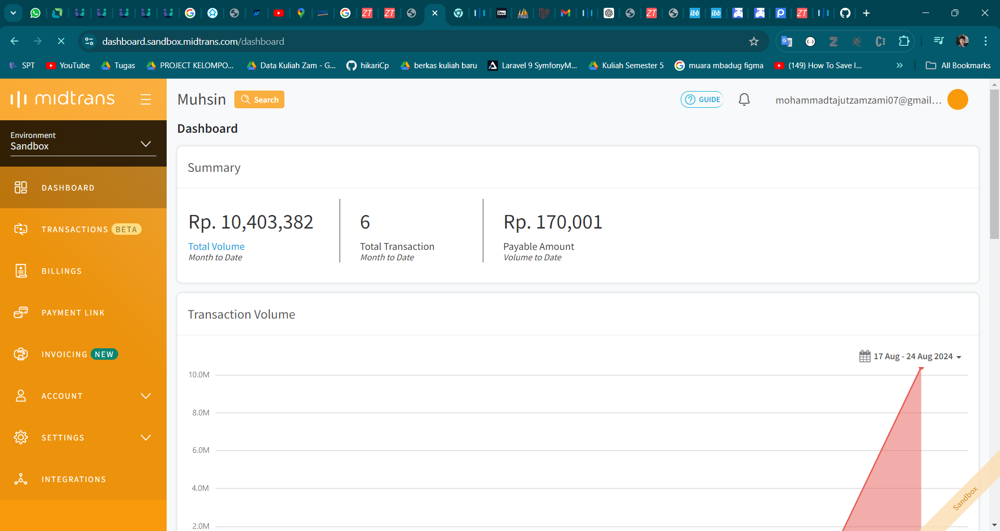 dashboard.sandbox.midtrans.com/dashboard
SPT
YouTube
Tugas
PROJECT KELOMPO...
Data Kuliah Zam - G...
hikariCp
berkas kuliah baru
Laravel 9 SymfonyM...
Kuliah Semester 5
muara mbadug figma
(149) How To Save I...
All Bookmarks
midtrans
Muhsin
Search
GUIDE
mohammadtajutzamzami07@gmail...
Environment
Sandbox
Dashboard
DASHBOARD
TRANSACTIONS BETA
BILLINGS
PAYMENT LINK
INVOICING NEW
ACCOUNT
SETTINGS
INTEGRATIONS
Summary
Rp. 10,403,382
Total Volume
Month to Date
6
Total Transaction
Month to Date
Rp. 170,001
Payable Amount
Volume to Date
Transaction Volume
17 Aug - 24 Aug 2024
10.0M
8.0M
6.0M
4.0M
2.0M
Sandbox